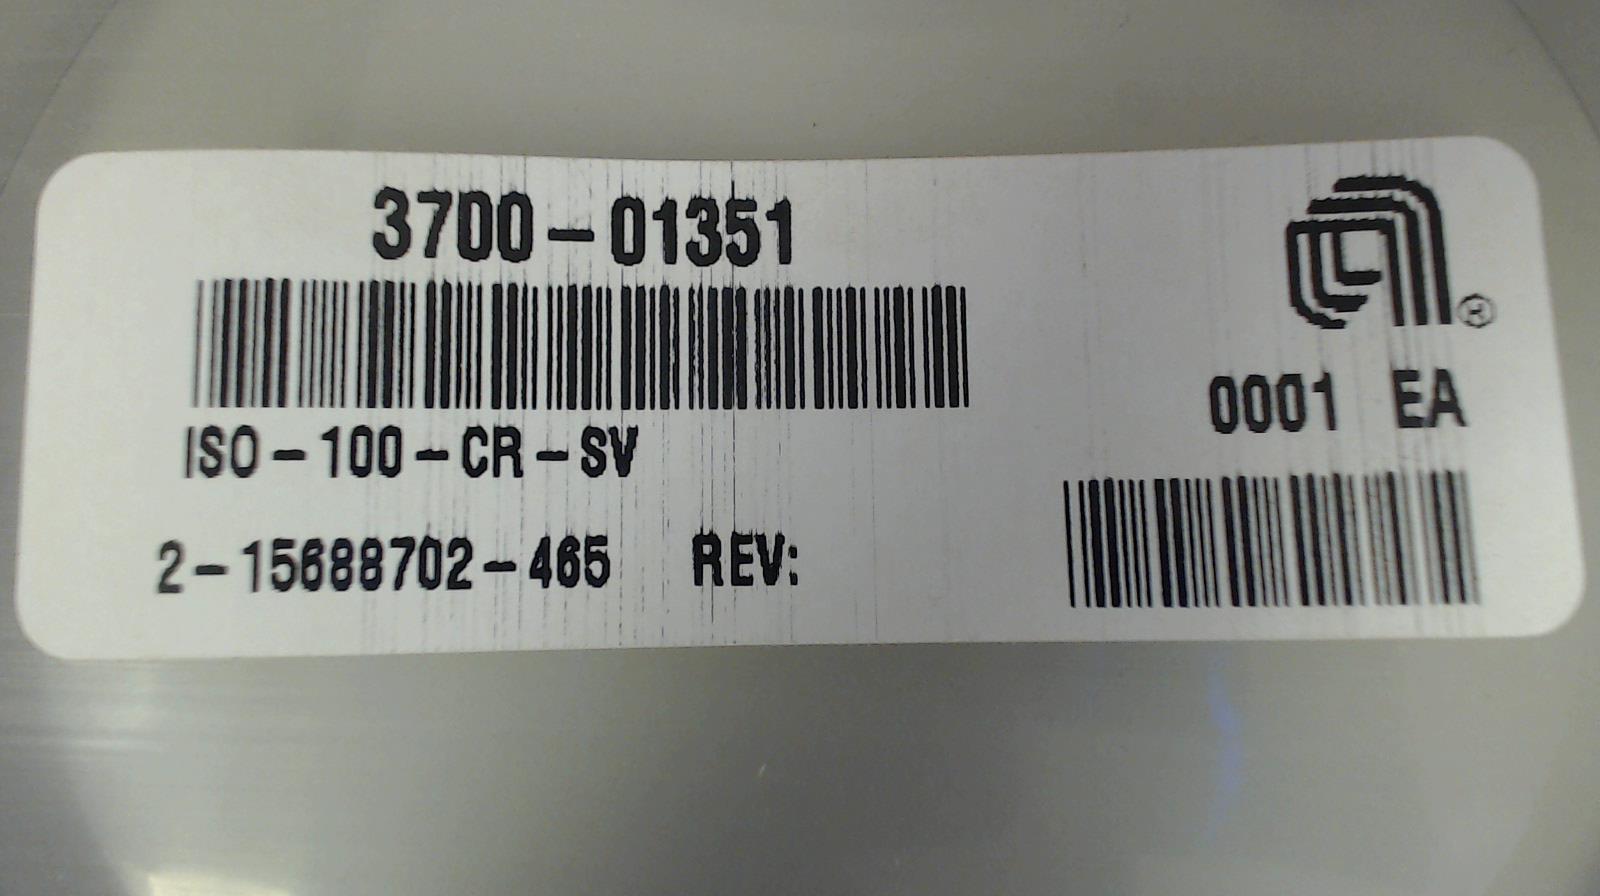 3700-01351
ISO-100-CR-SV
2-15688702-465 REV:
®
0001 EA